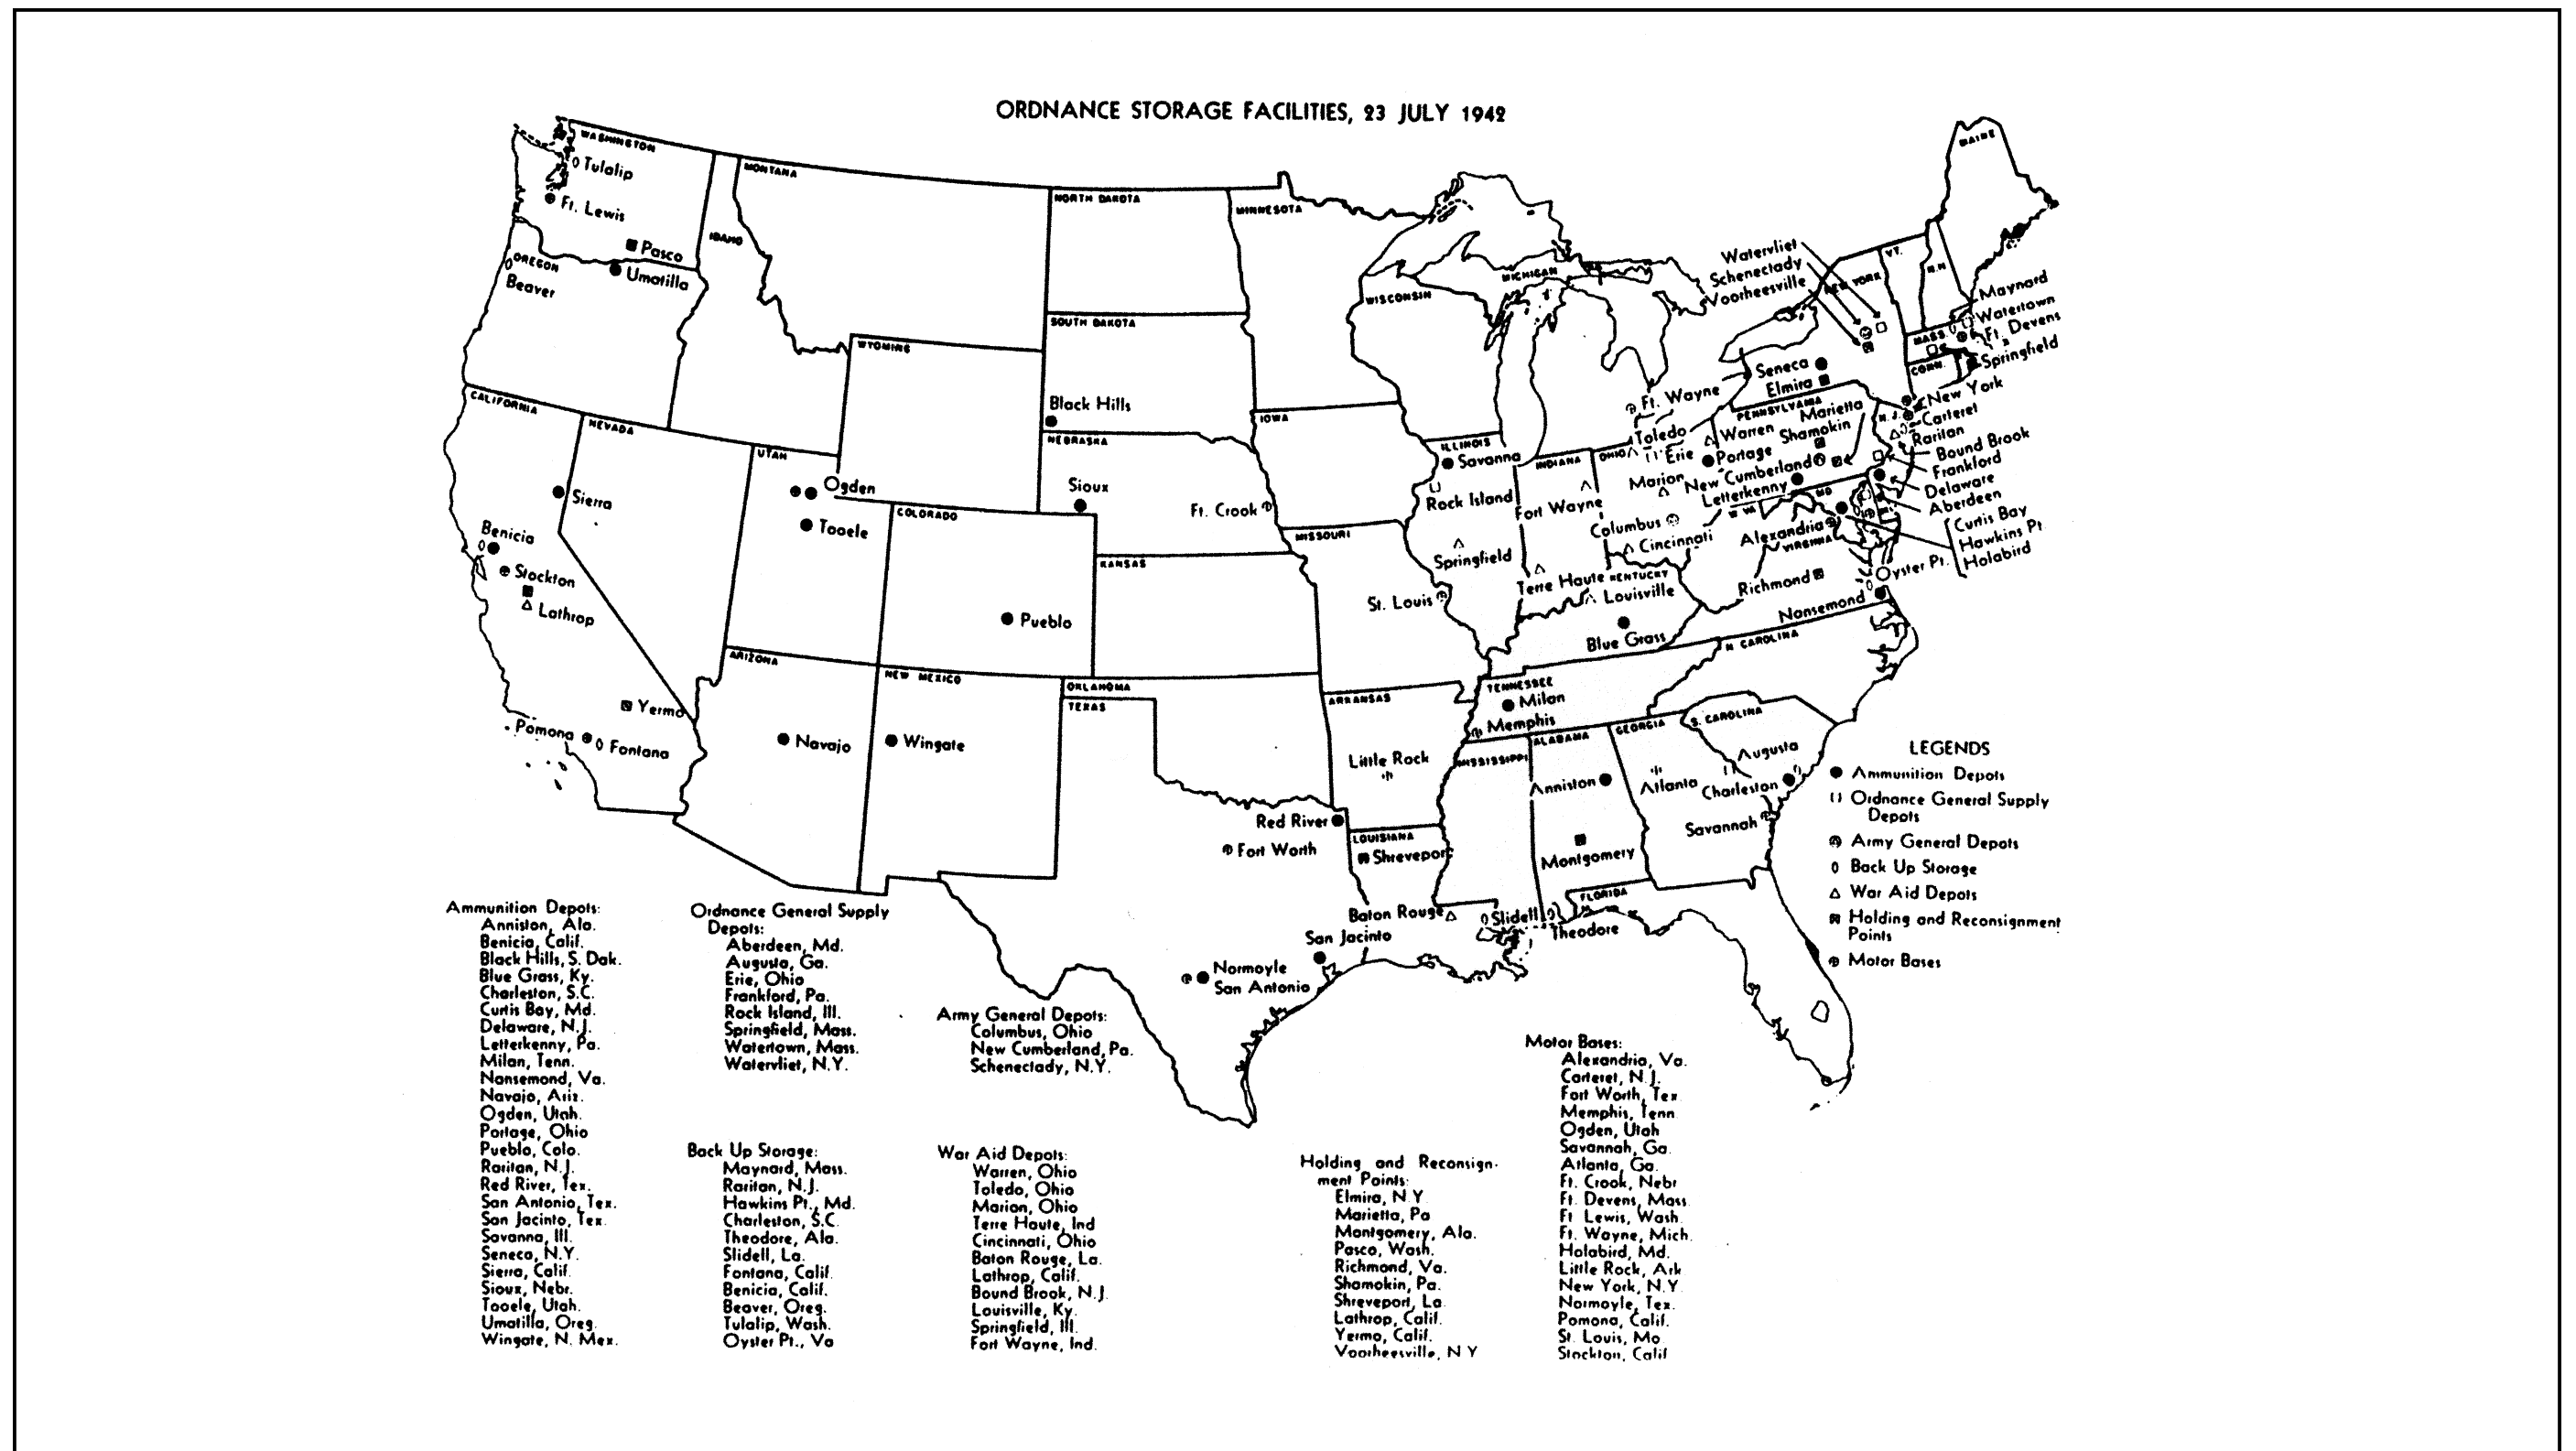 ORDNANCE STORAGE FACILITIES, 23 JULY 1942
WASHINGTON
Tulalip
Ft. Lewis
Pasco
OREGON
Beaver
Umatilla
IDAHO
MONTANA
NORTH DAKOTA
MINNESOTA
SOUTH DAKOTA
WYOMING
Black Hills
NEBRASKA
Sioux
Ft. Crook
IOWA
WISCONSIN
MICHIGAN
MAINE
VT.
N.H.
NEW YORK
Watervliet
Schenectady
Voorheesville
Maynard
Watertown
Ft. Devens
Springfield
MASS.
CONN.
Seneca
Elmira
Ft. Wayne
New York
Carteret
Raritan
Bound Brook
Frankford
Delaware
Aberdeen
Curtis Bay
Hawkins Pt.
Holabird
N.J.
PENNSYLVANIA
Marietta
Shamokin
Toledo
Warren
Erie
Portage
Marion
New Cumberland
Letterkenny
MD
W VA
Alexandria
VIRGINIA
Oyster Pt.
Richmond
Nansemond
CALIFORNIA
NEVADA
UTAH
Sierra
Ogden
Tooele
Benicia
Stockton
Lathrop
Yermo
Pomona
Fontana
COLORADO
Pueblo
KANSAS
MISSOURI
St. Louis
ILLINOIS
Savanna
Rock Island
Springfield
INDIANA
Fort Wayne
Terre Haute
OHIO
Columbus
Cincinnati
KENTUCKY
Louisville
Blue Grass
N CAROLINA
ARIZONA
Navajo
NEW MEXICO
Wingate
OKLAHOMA
TEXAS
ARKANSAS
Little Rock
TENNESSEE
Milan
Memphis
MISSISSIPPI
ALABAMA
GEORGIA
S. CAROLINA
Anniston
Atlanta
Augusta
Charleston
Savannah
Montgomery
Red River
Fort Worth
LOUISIANA
Shreveport
FLORIDA
Baton Rouge
Slidell
Theodore
San Jacinto
Normoyle
San Antonio
LEGENDS
Ammunition Depots
Ordnance General Supply
Depots
Army General Depots
Back Up Storage
War Aid Depots
Holding and Reconsignment
Points
Motor Bases
Ammunition Depots:
Anniston, Ala.
Benicia, Calif.
Black Hills, S. Dak.
Blue Grass, Ky.
Charleston, S.C.
Curtis Bay, Md.
Delaware, N.J.
Letterkenny, Pa.
Milan, Tenn.
Nansemond, Va.
Navajo, Ariz.
Ogden, Utah.
Portage, Ohio
Pueblo, Colo.
Raritan, N.J.
Red River, Tex.
San Antonio, Tex.
San Jacinto, Tex.
Savanna, Ill.
Seneca, N.Y.
Sierra, Calif.
Sioux, Nebr.
Tooele, Utah.
Umatilla, Oreg.
Wingate, N. Mex.
Ordnance General Supply
Depots:
Aberdeen, Md.
Augusta, Ga.
Erie, Ohio
Frankford, Pa.
Rock Island, Ill.
Springfield, Mass.
Watertown, Mass.
Watervliet, N.Y.
Back Up Storage:
Maynard, Mass.
Raritan, N.J.
Hawkins Pt., Md.
Charleston, S.C.
Theodore, Ala.
Slidell, La.
Fontana, Calif.
Benicia, Calif.
Beaver, Oreg.
Tulalip, Wash.
Oyster Pt., Va
Army General Depots:
Columbus, Ohio
New Cumberland, Pa.
Schenectady, N.Y.
War Aid Depots:
Warren, Ohio
Toledo, Ohio
Marion, Ohio
Terre Haute, Ind
Cincinnati, Ohio
Baton Rouge, La.
Lathrop, Calif.
Bound Brook, N.J.
Louisville, Ky.
Springfield, Ill.
Fort Wayne, Ind.
Holding and Reconsign-
ment Points:
Elmira, N.Y.
Marietta, Pa
Montgomery, Ala.
Pasco, Wash.
Richmond, Va.
Shamokin, Pa.
Shreveport, La.
Lathrop, Calif.
Yermo, Calif.
Voorheesville, N Y
Motor Bases:
Alexandria, Va.
Carteret, N.J.
Fort Worth, Tex
Memphis, Tenn
Ogden, Utah
Savannah, Ga.
Atlanta, Ga.
Ft. Crook, Nebr
Ft. Devens, Mass
Ft Lewis, Wash.
Ft. Wayne, Mich.
Holabird, Md.
Little Rock, Ark
New York, N.Y
Normoyle, Tex.
Pomona, Calif.
St. Louis, Mo
Stockton, Calif